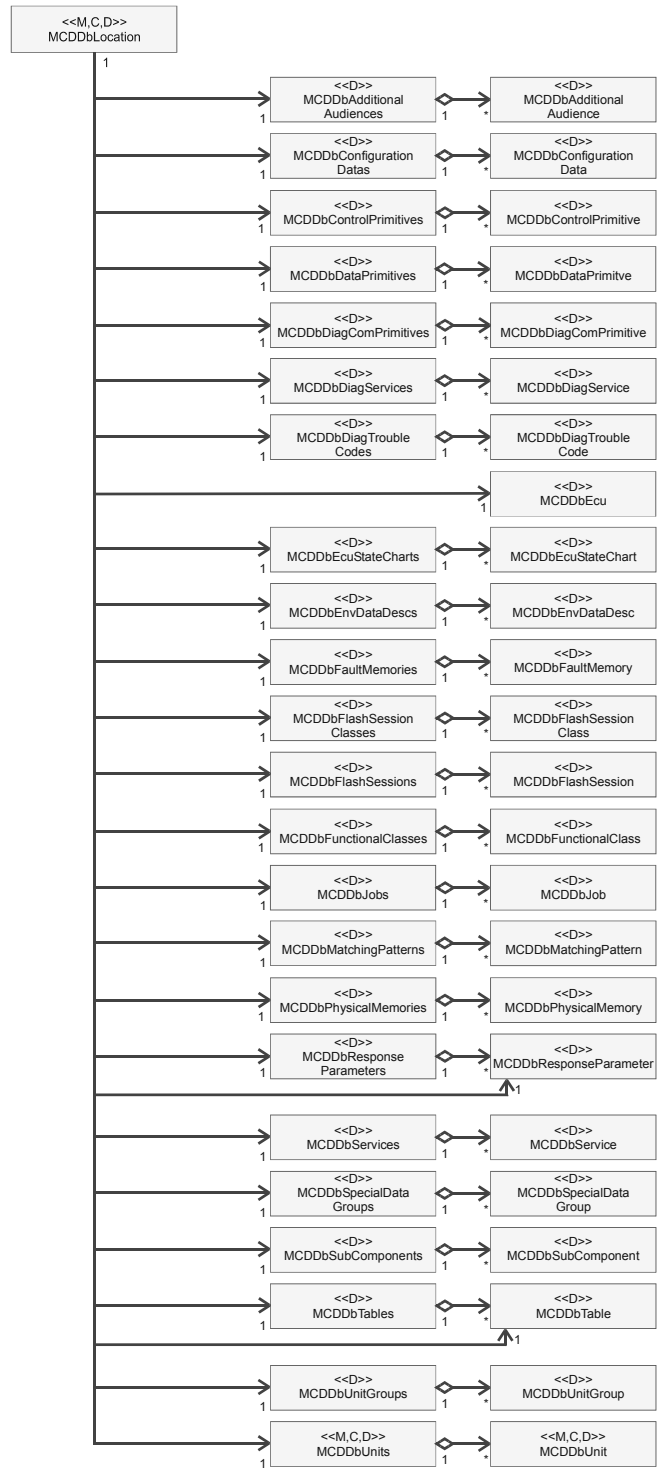 <<M,C,D>>
MCDDbLocation
1
<<D>>
MCDDbAdditional
Audiences
1
1
*
<<D>>
MCDDbAdditional
Audience
<<D>>
MCDDbConfiguration
Datas
1
1
*
<<D>>
MCDDbConfiguration
Data
<<D>>
MCDDbControlPrimitives
1
1
*
<<D>>
MCDDbControlPrimitive
<<D>>
MCDDbDataPrimitives
1
1
*
<<D>>
MCDDbDataPrimitve
<<D>>
MCDDbDiagComPrimitives
1
1
*
<<D>>
MCDDbDiagComPrimitive
<<D>>
MCDDbDiagServices
1
1
*
<<D>>
MCDDbDiagService
<<D>>
MCDDbDiagTrouble
Codes
1
1
*
<<D>>
MCDDbDiagTrouble
Code
1
<<D>>
MCDDbEcu
<<D>>
MCDDbEcuStateCharts
1
1
*
<<D>>
MCDDbEcuStateChart
<<D>>
MCDDbEnvDataDescs
1
1
*
<<D>>
MCDDbEnvDataDesc
<<D>>
MCDDbFaultMemories
1
1
*
<<D>>
MCDDbFaultMemory
<<D>>
MCDDbFlashSession
Classes
1
1
*
<<D>>
MCDDbFlashSession
Class
<<D>>
MCDDbFlashSessions
1
1
*
<<D>>
MCDDbFlashSession
<<D>>
MCDDbFunctionalClasses
1
1
*
<<D>>
MCDDbFunctionalClass
<<D>>
MCDDbJobs
1
1
*
<<D>>
MCDDbJob
<<D>>
MCDDbMatchingPatterns
1
1
*
<<D>>
MCDDbMatchingPattern
<<D>>
MCDDbPhysicalMemories
1
1
*
<<D>>
MCDDbPhysicalMemory
<<D>>
MCDDbResponse
Parameters
1
1
*
<<D>>
MCDDbResponseParameter
1
<<D>>
MCDDbServices
1
1
*
<<D>>
MCDDbService
<<D>>
MCDDbSpecialData
Groups
1
1
*
<<D>>
MCDDbSpecialData
Group
<<D>>
MCDDbSubComponents
1
1
*
<<D>>
MCDDbSubComponent
<<D>>
MCDDbTables
1
1
*
<<D>>
MCDDbTable
1
<<D>>
MCDDbUnitGroups
1
1
*
<<D>>
MCDDbUnitGroup
<<M,C,D>>
MCDDbUnits
1
1
*
<<M,C,D>>
MCDDbUnit